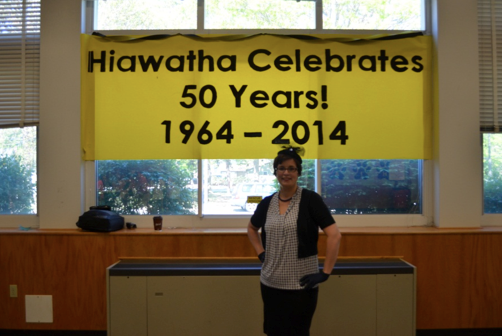 Hiawatha Celebrates
50 Years!
1964 – 2014